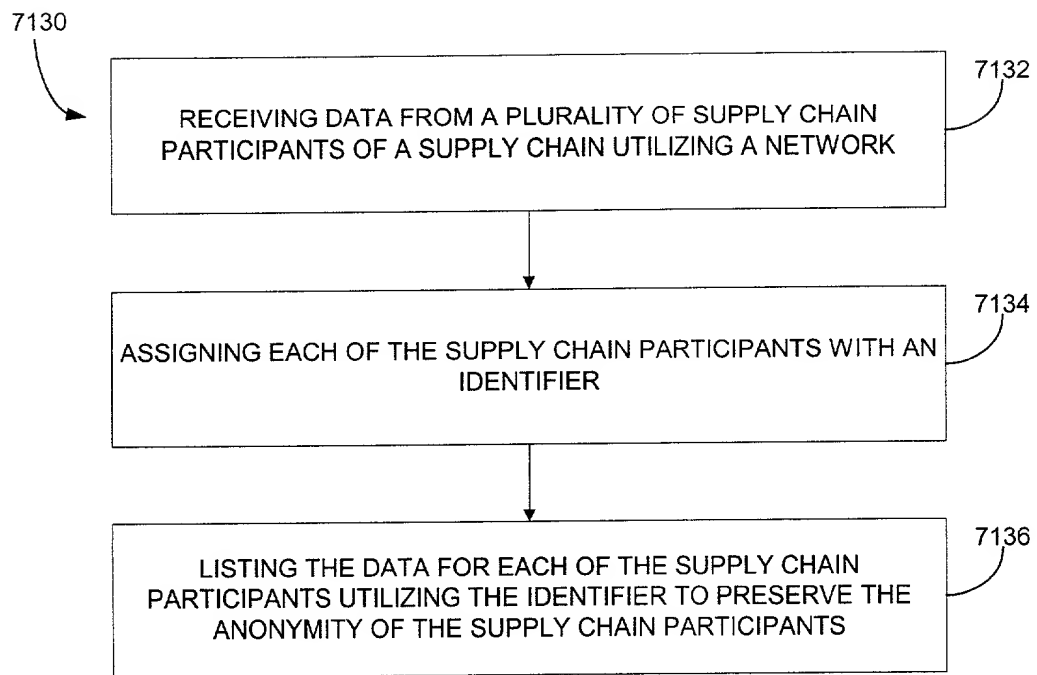 7130
7132
RECEIVING DATA FROM A PLURALITY OF SUPPLY CHAIN
PARTICIPANTS OF A SUPPLY CHAIN UTILIZING A NETWORK
7134
ASSIGNING EACH OF THE SUPPLY CHAIN PARTICIPANTS WITH AN
IDENTIFIER
7136
LISTING THE DATA FOR EACH OF THE SUPPLY CHAIN
PARTICIPANTS UTILIZING THE IDENTIFIER TO PRESERVE THE
ANONYMITY OF THE SUPPLY CHAIN PARTICIPANTS